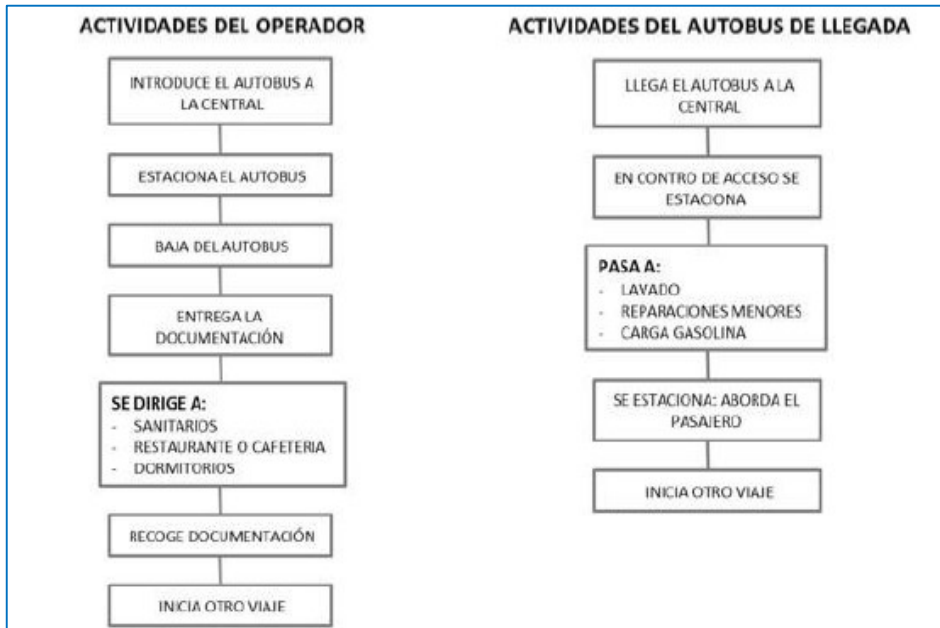 ACTIVIDADES DEL OPERADOR
INTRODUCE EL AUTOBUS A
LA CENTRAL
ESTACIONA EL AUTOBUS
BAJA DEL AUTOBUS
ENTREGA LA
DOCUMENTACIÓN
SE DIRIGE A:
- SANITARIOS
- RESTAURANTE O CAFETERIA
- DORMITORIOS
RECOGE DOCUMENTACIÓN
INICIA OTRO VIAJE
ACTIVIDADES DEL AUTOBUS DE LLEGADA
LLEGA EL AUTOBUS A LA
CENTRAL
EN CONTRO DE ACCESO SE
ESTACIONA
PASA A:
- LAVADO
- REPARACIONES MENORES
- CARGA GASOLINA
SE ESTACIONA: ABORDA EL
PASAJERO
INICIA OTRO VIAJE